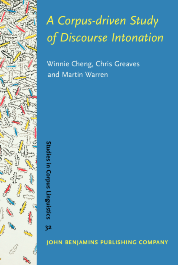 A Corpus-driven Study
of Discourse Intonation
Winnie Cheng, Chris Greaves
and Martin Warren
Studies in Corpus Linguistics
32
JOHN BENJAMINS PUBLISHING COMPANY